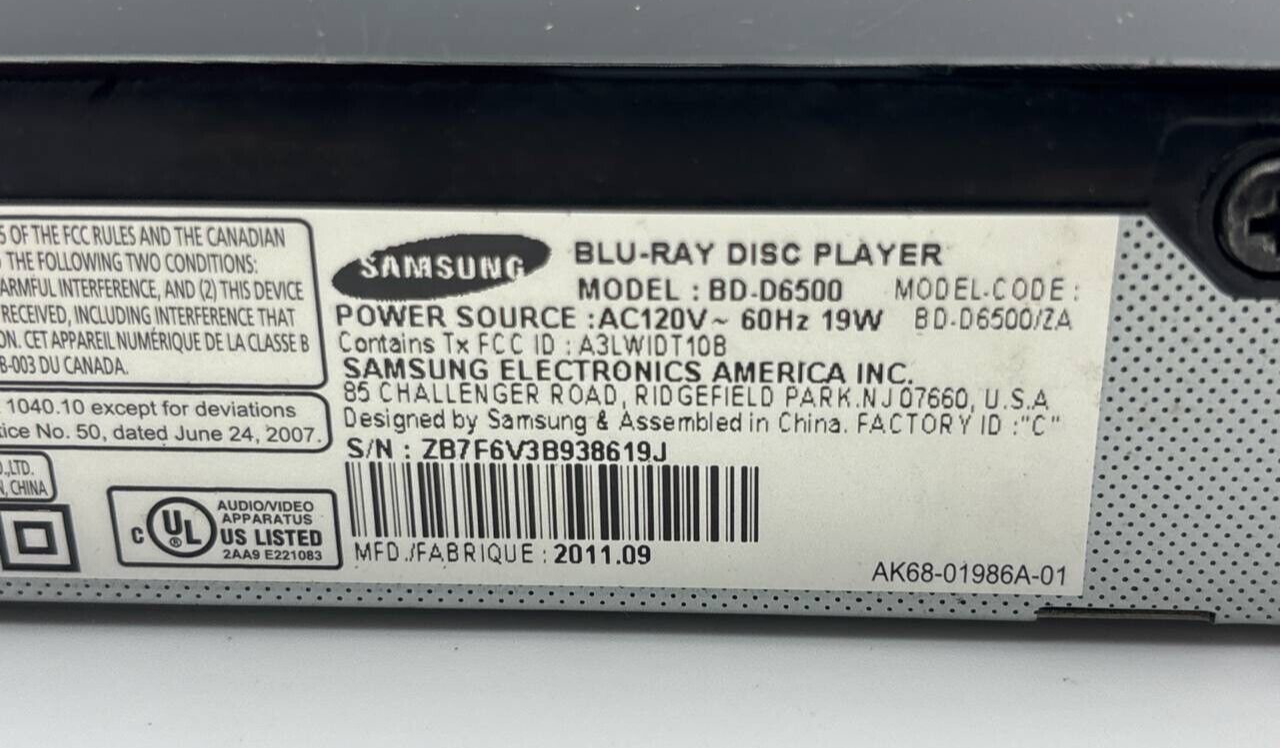 S OF THE FCC RULES AND THE CANADIAN
THE FOLLOWING TWO CONDITIONS:
ARMFUL INTERFERENCE, AND (2) THIS DEVICE
RECEIVED, INCLUDING INTERFERENCE THAT
ON. CET APPAREIL NUMÉRIQUE DE LA CLASSE B
B-003 DU CANADA.
1040.10 except for deviations
tice No. 50, dated June 24, 2007.
,LTD.
N, CHINA
C UL ®
AUDIO/VIDEO
APPARATUS
US LISTED
2AA9 E221083
SAMSUNG
BLU-RAY DISC PLAYER
MODEL : BD-D6500 MODEL-CODE :
POWER SOURCE :AC120V~ 60Hz 19W BD-D6500/ZA
Contains Tx FCC ID : A3LWIDT10B
SAMSUNG ELECTRONICS AMERICA INC.
85 CHALLENGER ROAD, RIDGEFIELD PARK.NJ 07660, U.S.A
Designed by Samsung & Assembled in China. FACTORY ID :"C"
S/N : ZB7F6V3B938619J
MFD./FABRIQUE : 2011.09
AK68-01986A-01